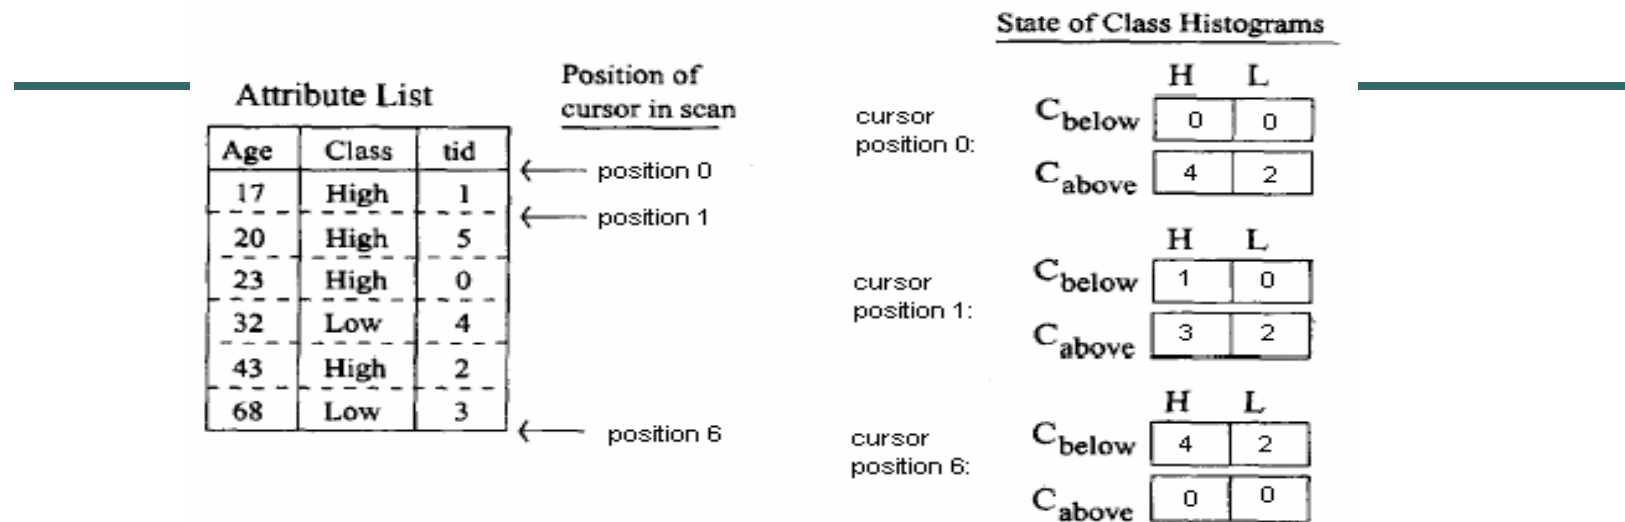 Attribute List
Age Class tid
17 High 1
20 High 5
23 High 0
32 Low 4
43 High 2
68 Low 3
Position of
cursor in scan
position 0
position 1
position 6
State of Class Histograms
cursor
position 0:
H L
Cbelow 0 0
Cabove 4 2
cursor
position 1:
H L
Cbelow 1 0
Cabove 3 2
cursor
position 6:
H L
Cbelow 4 2
Cabove 0 0